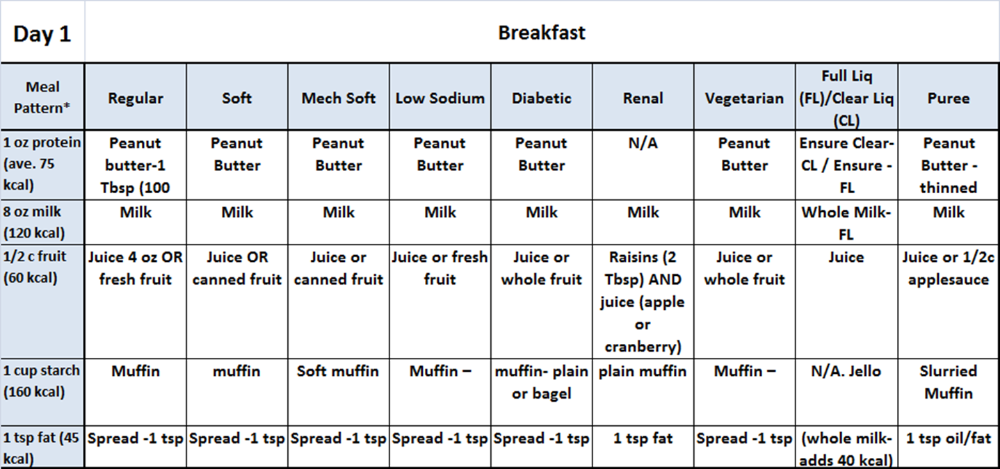 Day 1
Breakfast
Meal
Pattern*
Regular
Soft
Mech Soft
Low Sodium
Diabetic
Renal
Vegetarian
Full Liq
(FL)/Clear Liq
(CL)
Puree
1 oz protein
(ave. 75
kcal)
Peanut
butter-1
Tbsp (100
Peanut
Butter
Peanut
Butter
Peanut
Butter
Peanut
Butter
N/A
Peanut
Butter
Ensure Clear-
CL / Ensure -
FL
Peanut
Butter -
thinned
8 oz milk
(120 kcal)
Milk
Milk
Milk
Milk
Milk
Milk
Milk
Whole Milk-
FL
Milk
1/2 c fruit
(60 kcal)
Juice 4 oz OR
fresh fruit
Juice OR
canned fruit
Juice or
canned fruit
Juice or fresh
fruit
Juice or
whole fruit
Raisins (2
Tbsp) AND
juice (apple
or
cranberry)
Juice or
whole fruit
Juice
Juice or 1/2c
applesauce
1 cup starch
(160 kcal)
Muffin
muffin
Soft muffin
Muffin –
muffin- plain
or bagel
plain muffin
Muffin –
N/A. Jello
Slurried
Muffin
1 tsp fat (45
kcal)
Spread -1 tsp
Spread -1 tsp
Spread -1 tsp
Spread -1 tsp
Spread -1 tsp
1 tsp fat
Spread -1 tsp
(whole milk-
adds 40 kcal)
1 tsp oil/fat